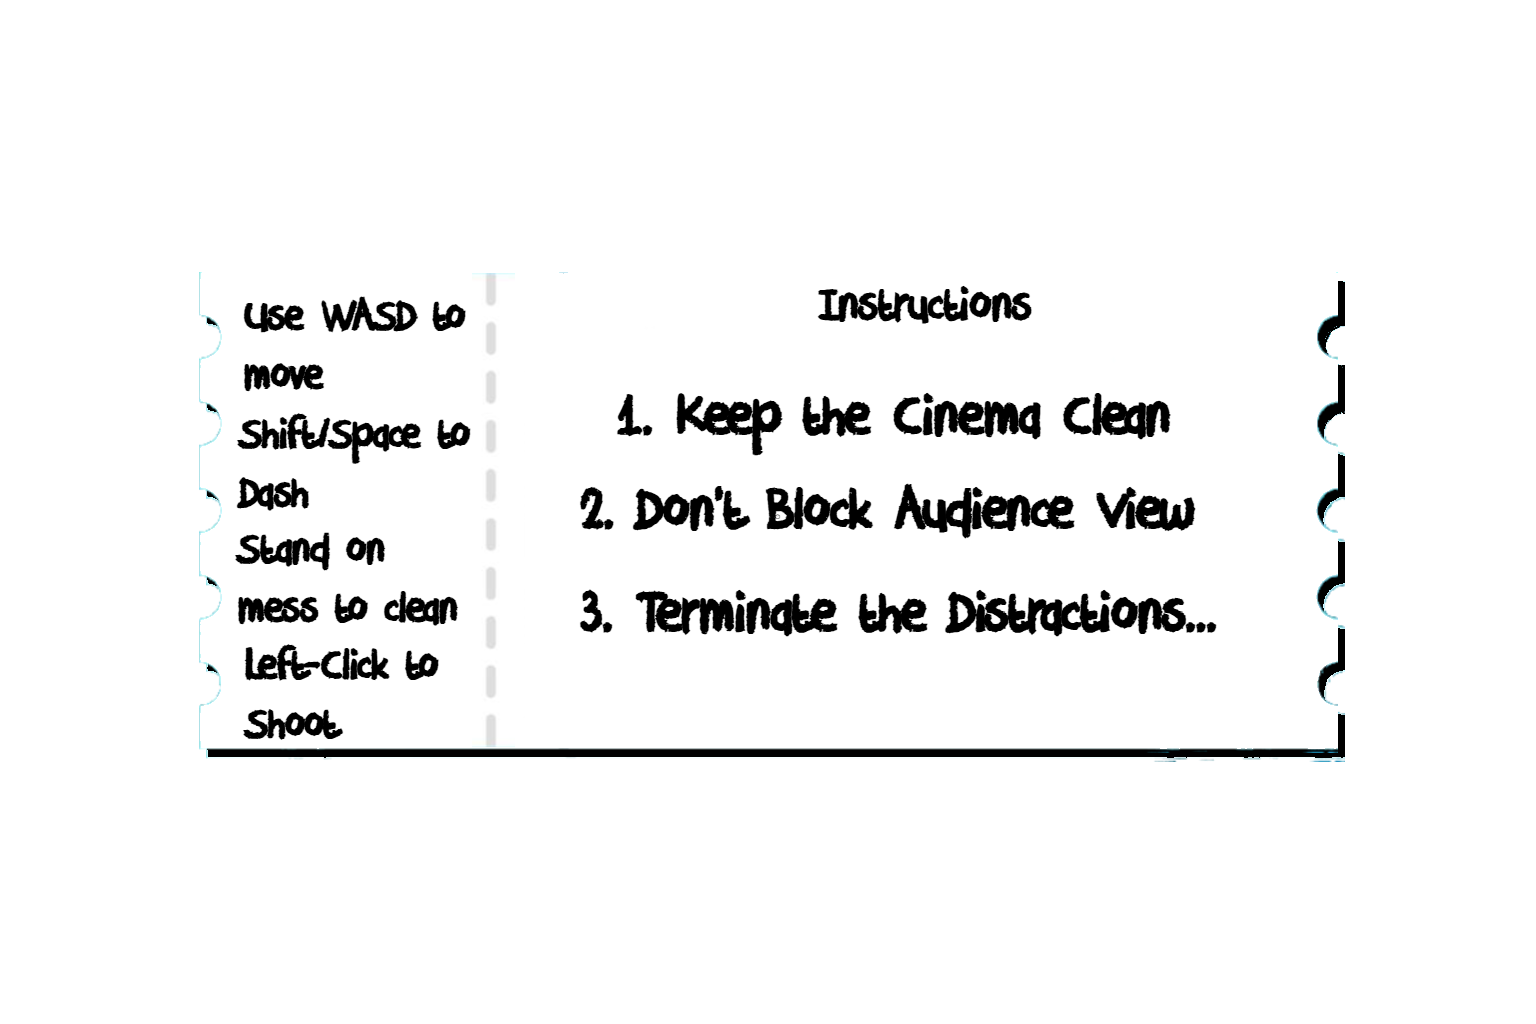 Use WASD to
move
Shift/Space to
Dash
Stand on
mess to clean
Left-Click to
Shoot
Instructions
1. Keep the Cinema Clean
2. Don't Block Audience View
3. Terminate the Distractions...